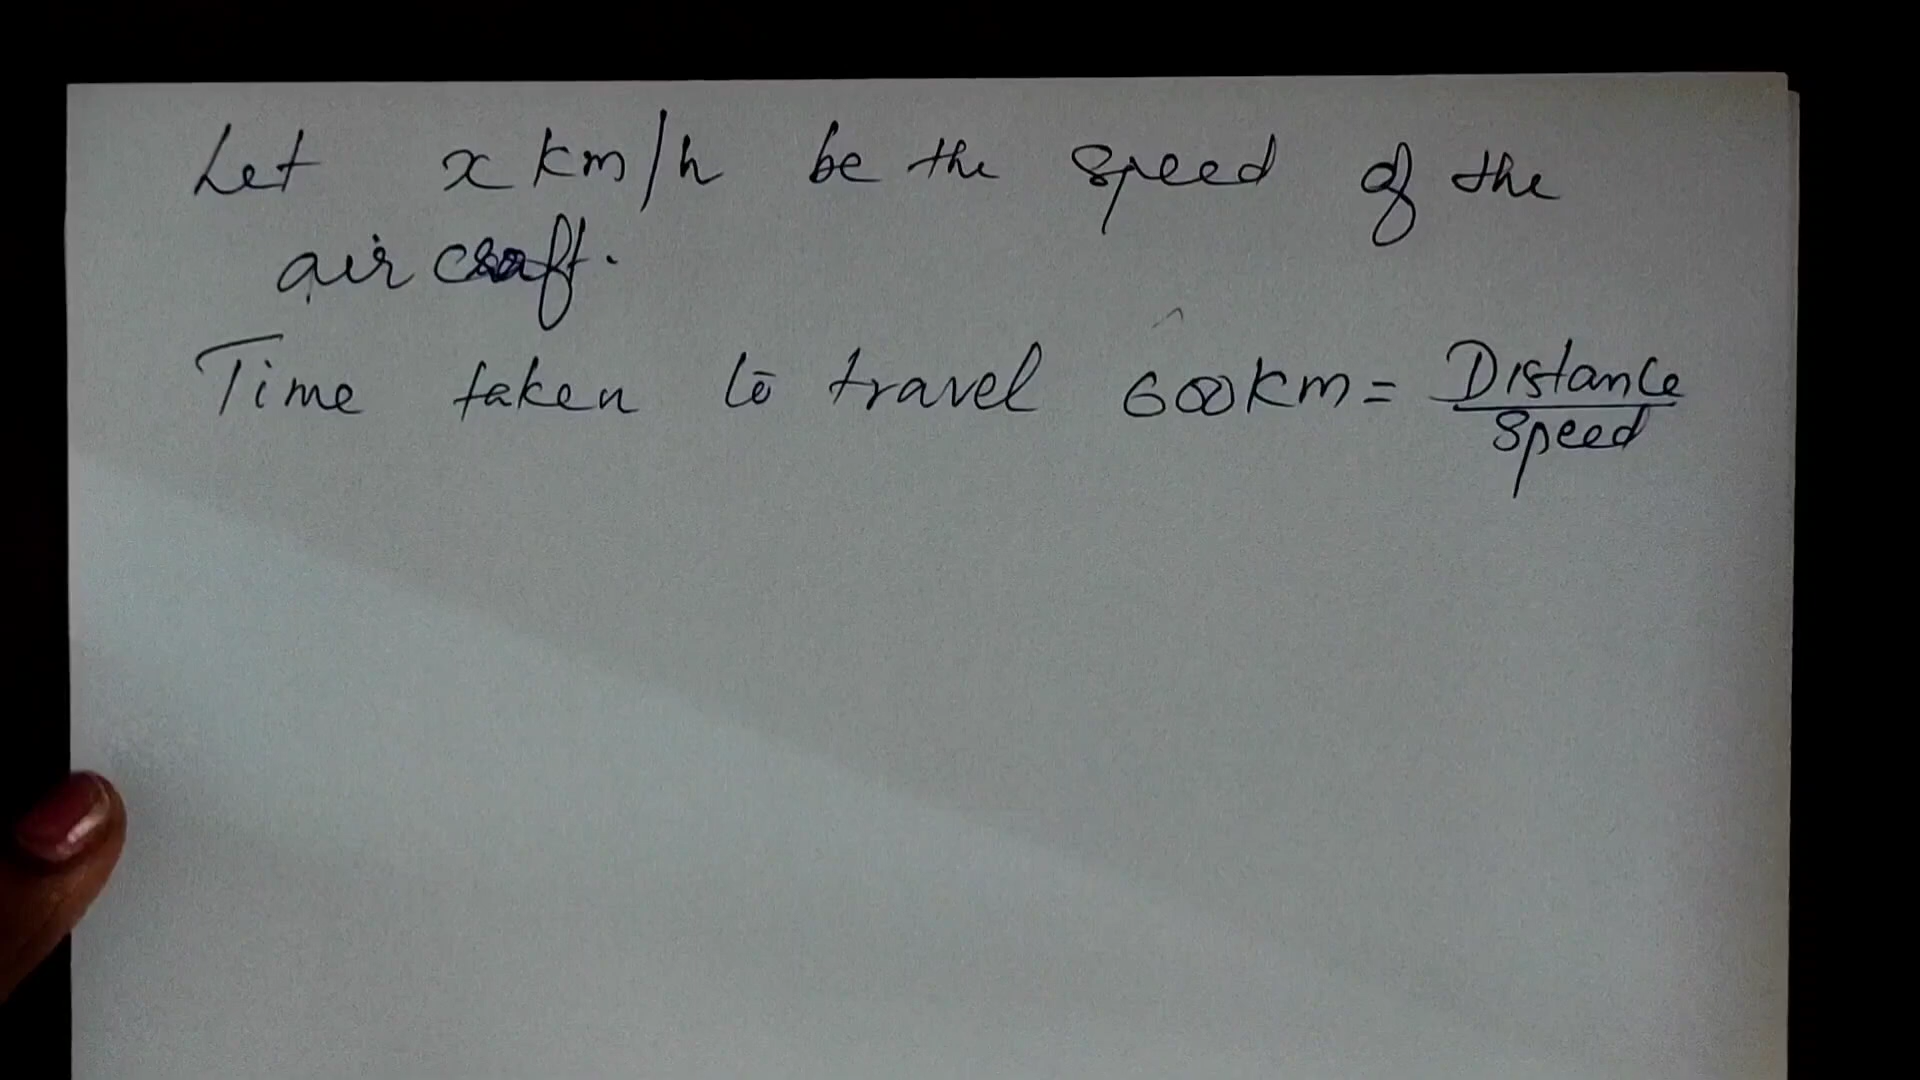 Let x km/h be the speed of the
air craft.
Time taken to travel 600km = Distance
speed